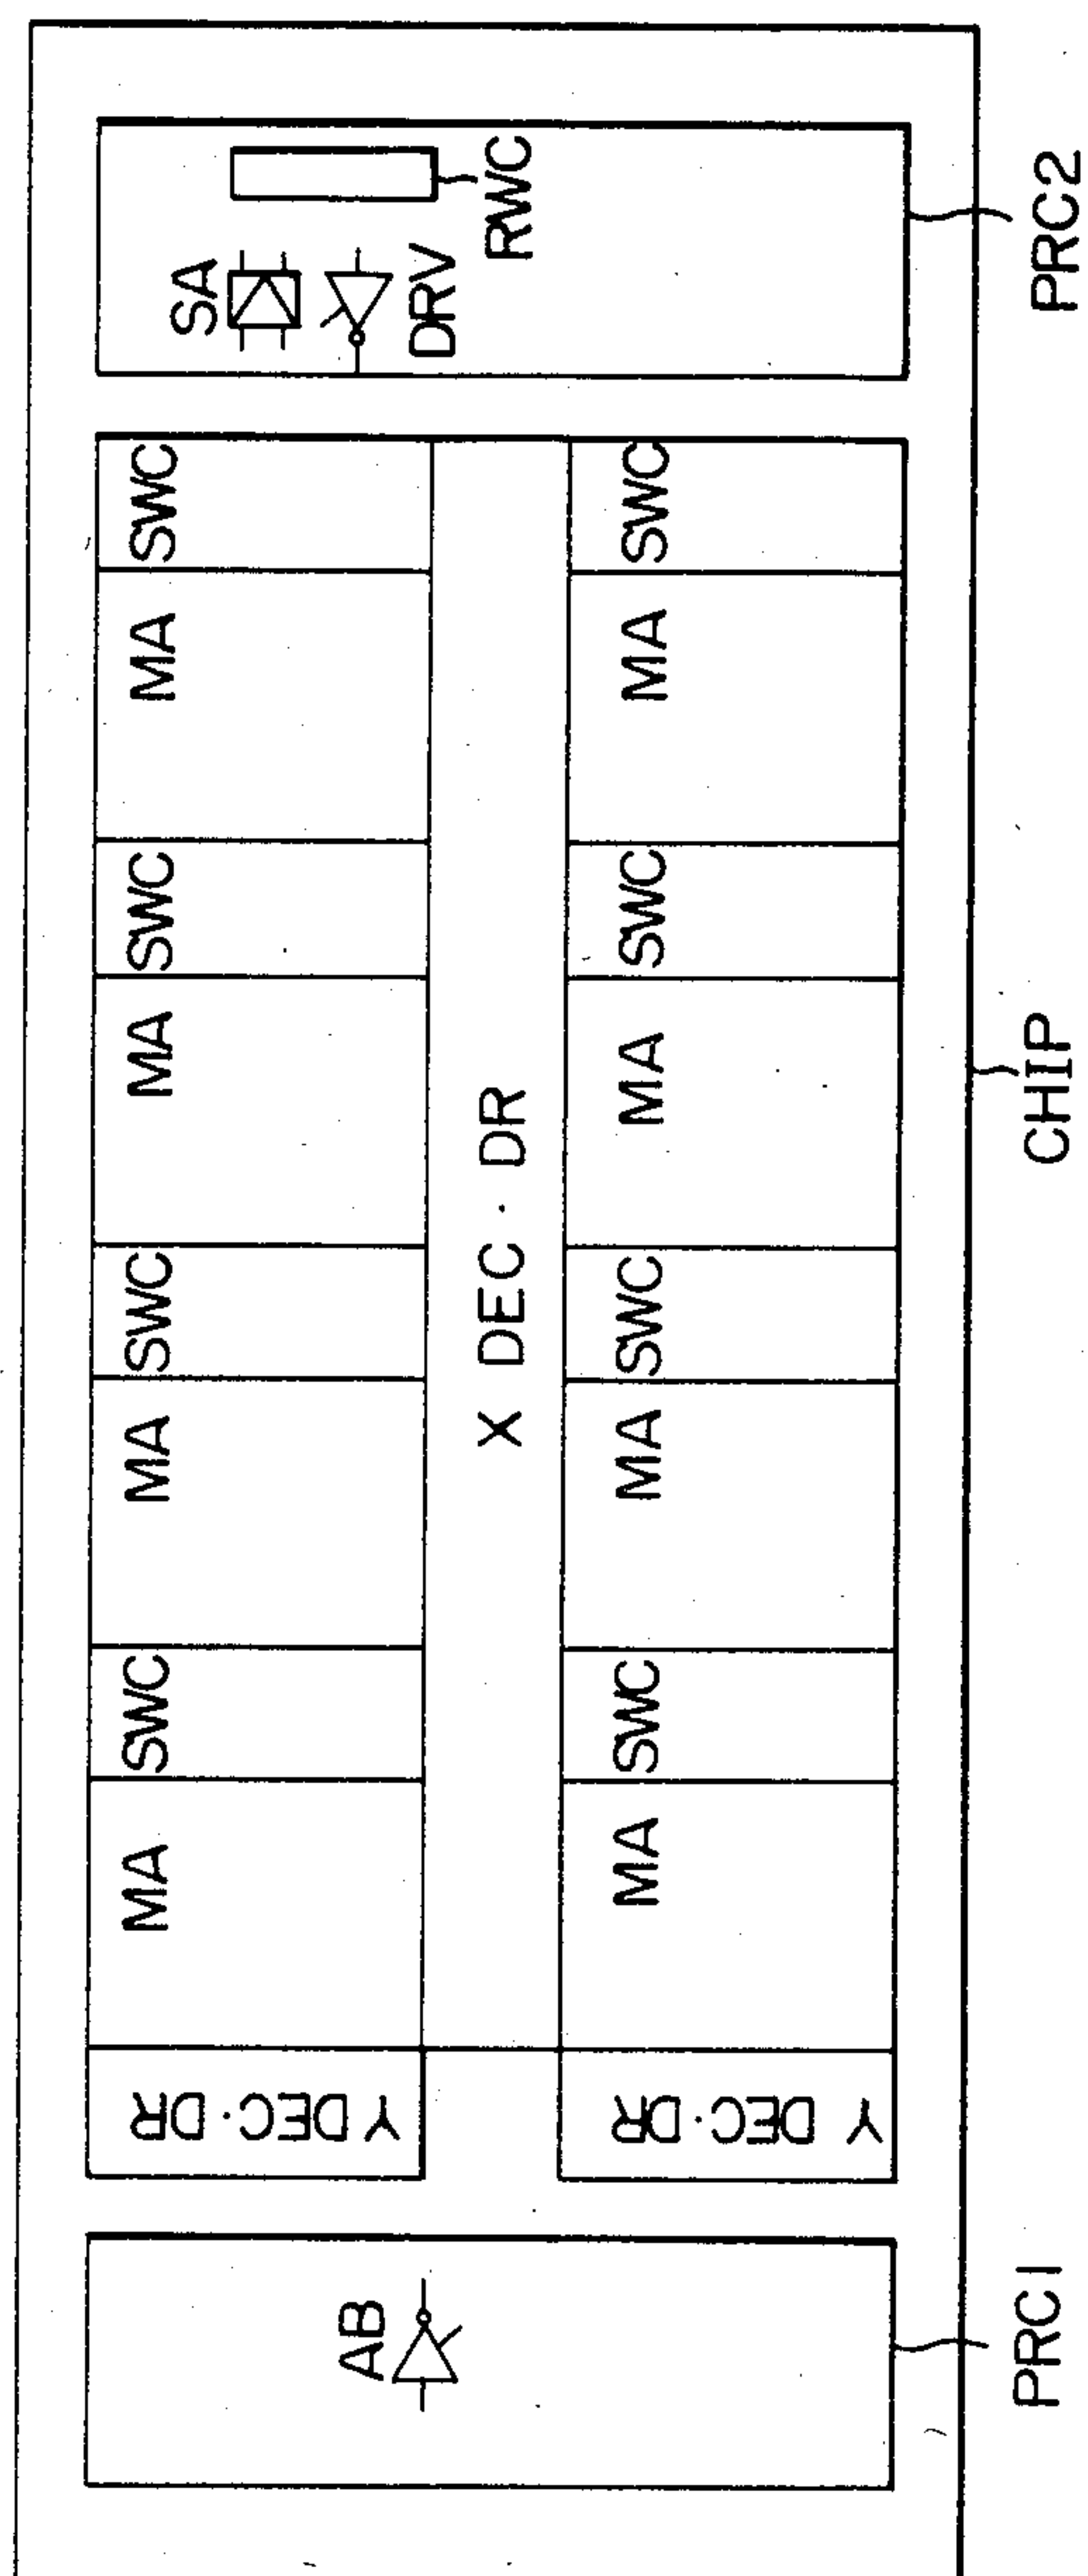 SA
DRV
RWC
PRC2
SWC
SWC
MA
MA
SWC
SWC
MA
MA
X DEC · DR
CHIP
SWC
SWC
MA
MA
SWC
SWC
MA
MA
Y DEC·DR
Y DEC·DR
AB
PRC1